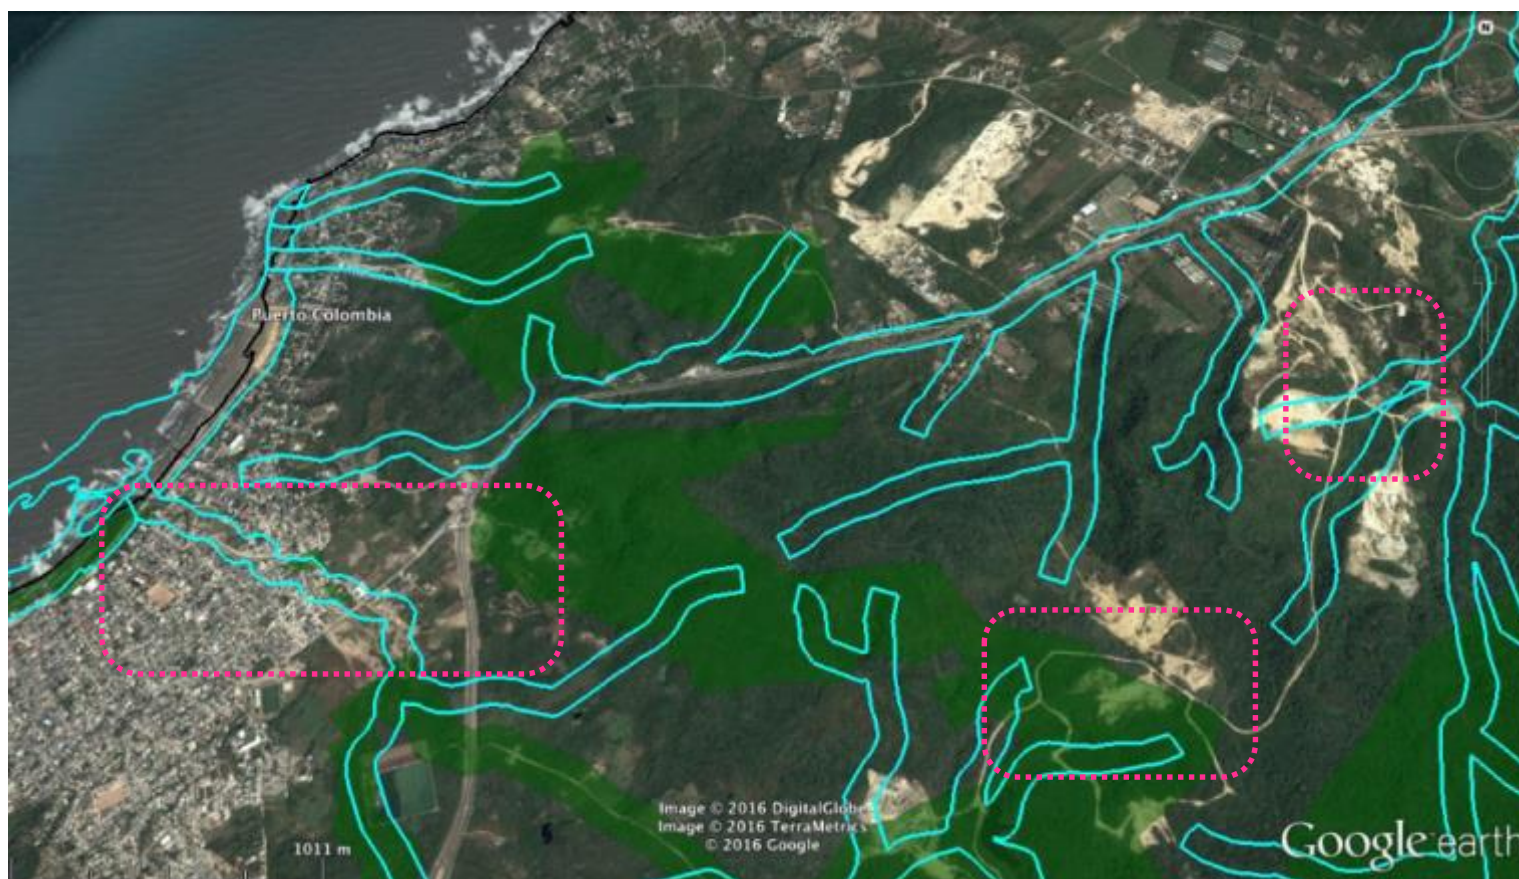 N
Puerto Colombia
Image © 2016 DigitalGlobe
Image © 2016 TerraMetrics
© 2016 Google
1011 m
Google earth